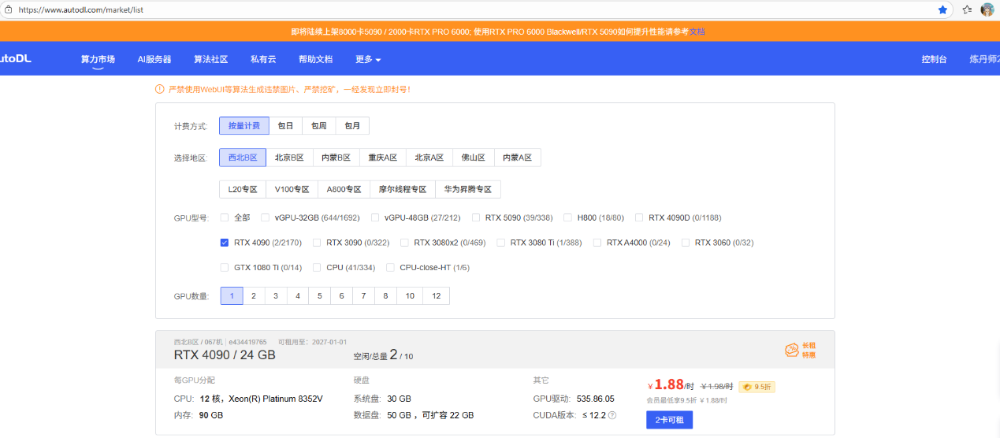 https://www.autodl.com/market/list
即将陆续上架8000卡5090 / 2000卡RTX PRO 6000; 使用RTX PRO 6000 Blackwell/RTX 5090如何提升性能请参考文档
utoDL 算力市场 AI服务器 算法社区 私有云 帮助文档 更多 控制台 炼丹师2
严禁使用WebUI等算法生成违禁图片、严禁挖矿，一经发现立即封号！
计费方式: 按量计费 包日 包周 包月
选择地区: 西北B区 北京B区 内蒙B区 重庆A区 北京A区 佛山区 内蒙A区
L20专区 V100专区 A800专区 摩尔线程专区 华为昇腾专区
GPU型号: 全部 vGPU-32GB (644/1692) vGPU-48GB (27/212) RTX 5090 (39/338) H800 (18/80) RTX 4090D (0/1188)
RTX 4090 (2/2170) RTX 3090 (0/322) RTX 3080x2 (0/469) RTX 3080 Ti (1/388) RTX A4000 (0/24) RTX 3060 (0/32)
GTX 1080 Ti (0/14) CPU (41/334) CPU-close-HT (1/6)
GPU数量: 1 2 3 4 5 6 7 8 10 12
西北B区 / 067机 e434419765 可租用至: 2027-01-01
RTX 4090 / 24 GB 空闲/总量 2 / 10 长租特惠
每GPU分配 硬盘 其它
CPU: 12 核，Xeon(R) Platinum 8352V 系统盘: 30 GB GPU驱动: 535.86.05 ￥1.88/时 ￥1.98/时 9.5折
会员最低享9.5折 ￥1.88/时
内存: 90 GB 数据盘: 50 GB，可扩容 22 GB CUDA版本: ≤ 12.2 2卡可租